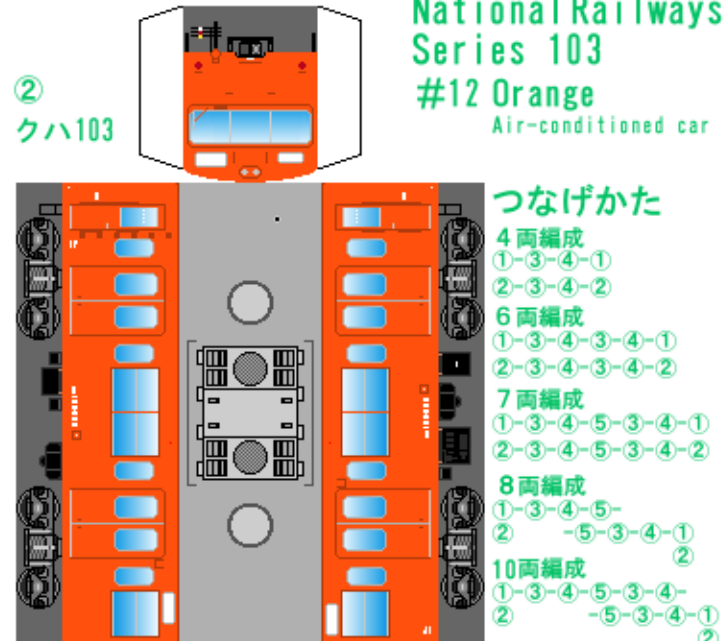 National Railways
Series 103
#12 Orange
Air-conditioned car
②
クハ103
つなげかた
4両編成
①-③-④-①
②-③-④-②
6両編成
①-③-④-③-④-①
②-③-④-③-④-②
7両編成
①-③-④-⑤-③-④-①
②-③-④-⑤-③-④-②
8両編成
①-③-④-⑤-
② -⑤-③-④-①
②
10両編成
①-③-④-⑤-③-④-
② -⑤-③-④-①
②